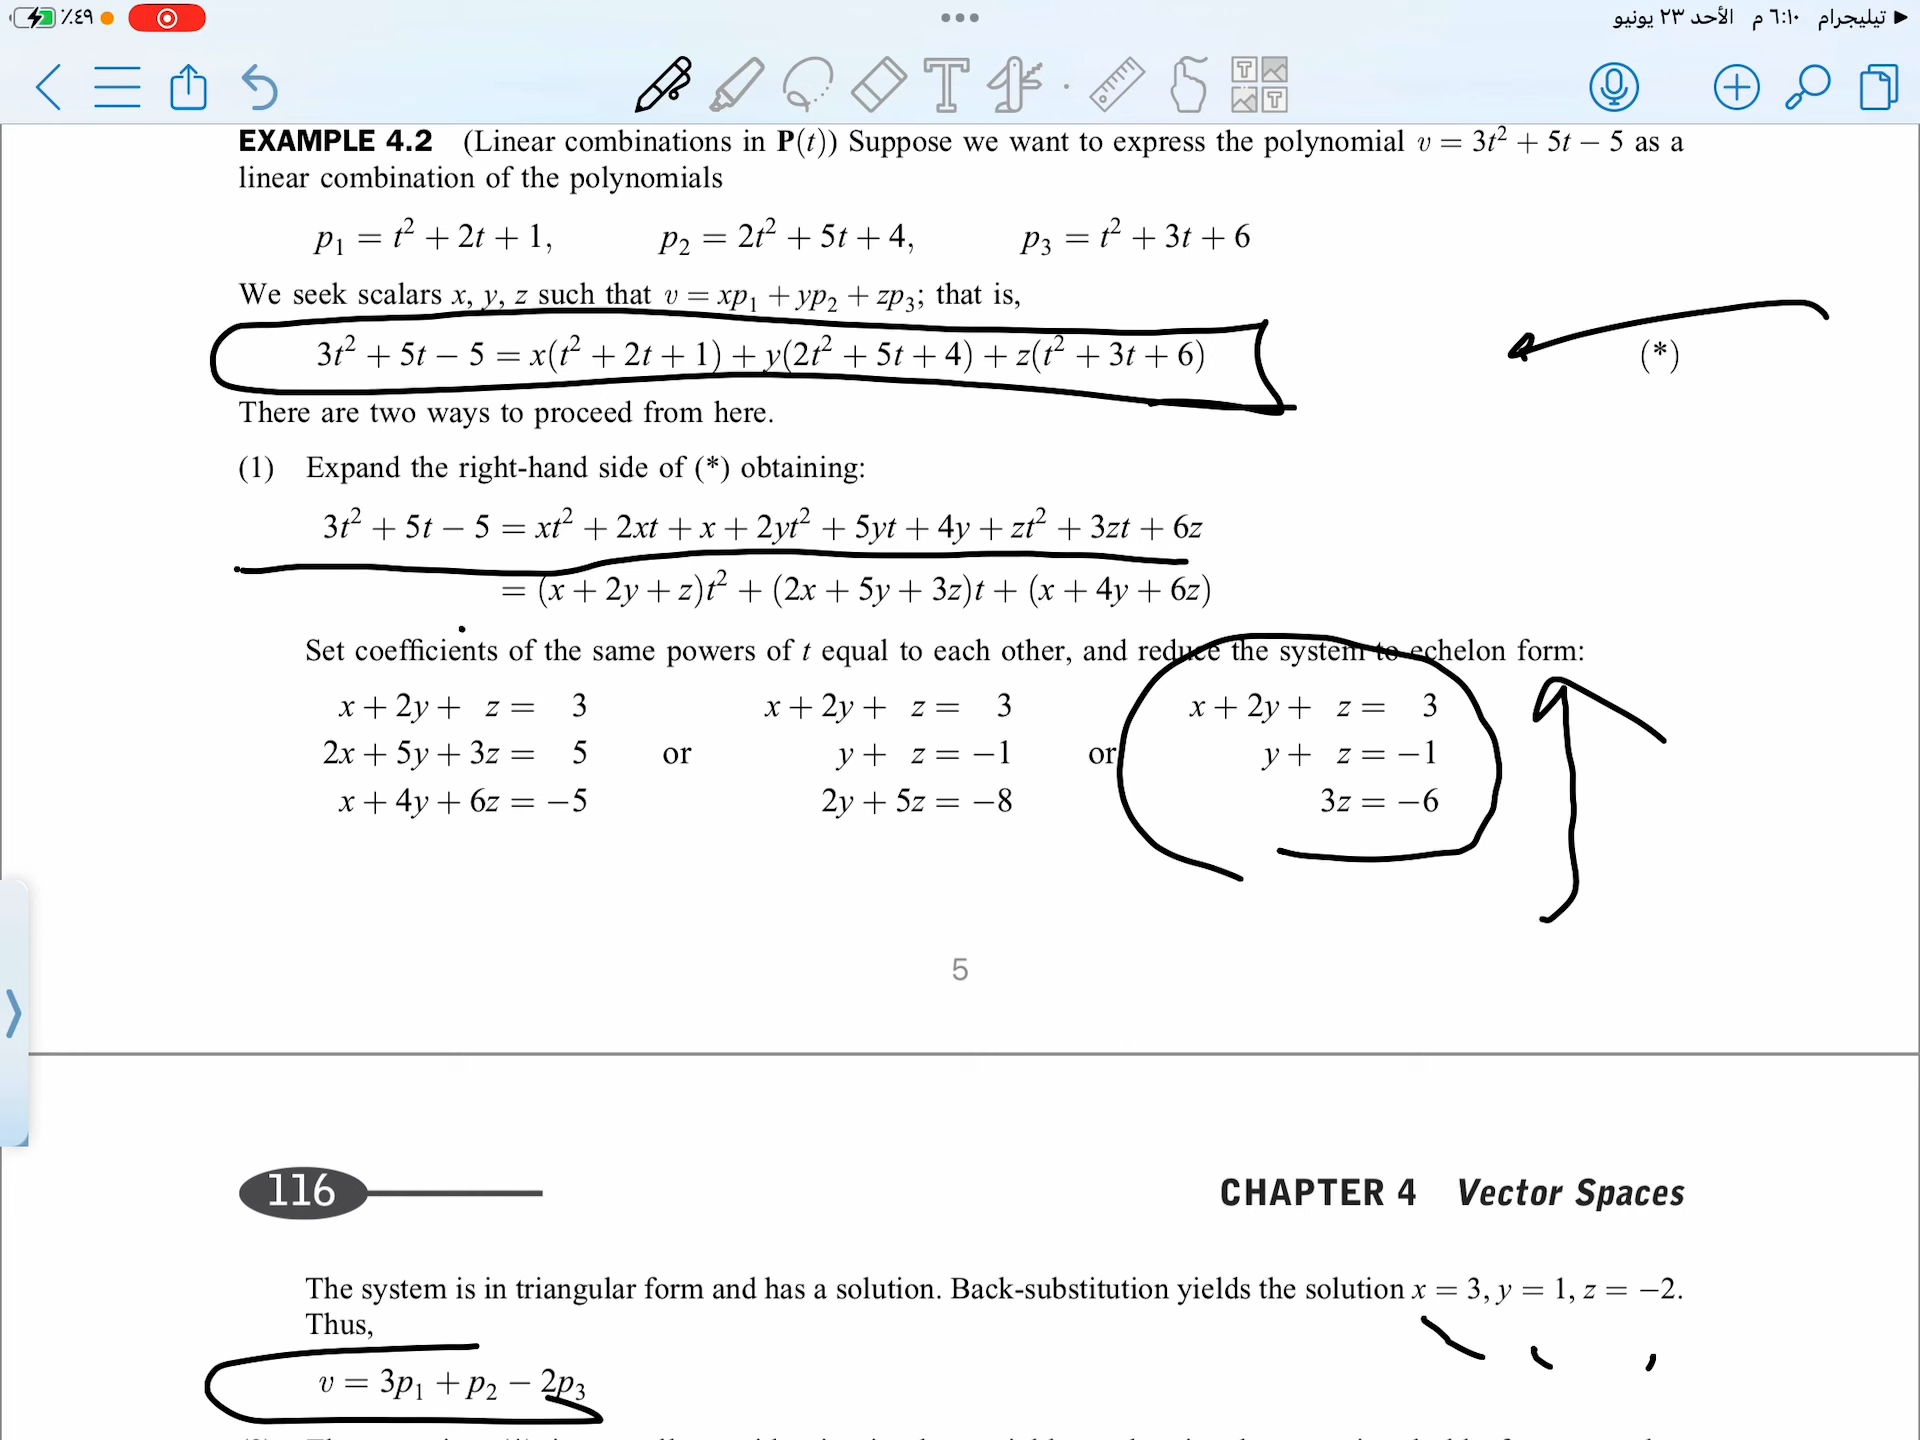 ٪٤٩
تيليجرام ٦:١٠ م الأحد ٢٣ يونيو
EXAMPLE 4.2 (Linear combinations in P(t)) Suppose we want to express the polynomial v = 3t² + 5t − 5 as a
linear combination of the polynomials
p₁ = t² + 2t + 1, p₂ = 2t² + 5t + 4, p₃ = t² + 3t + 6
We seek scalars x, y, z such that v = xp₁ + yp₂ + zp₃; that is,
3t² + 5t − 5 = x(t² + 2t + 1) + y(2t² + 5t + 4) + z(t² + 3t + 6) (*)
There are two ways to proceed from here.
(1) Expand the right-hand side of (*) obtaining:
3t² + 5t − 5 = xt² + 2xt + x + 2yt² + 5yt + 4y + zt² + 3zt + 6z
= (x + 2y + z)t² + (2x + 5y + 3z)t + (x + 4y + 6z)
Set coefficients of the same powers of t equal to each other, and reduce the system to echelon form:
x + 2y + z = 3 x + 2y + z = 3 x + 2y + z = 3
2x + 5y + 3z = 5 or y + z = −1 or y + z = −1
x + 4y + 6z = −5 2y + 5z = −8 3z = −6
5
116 CHAPTER 4 Vector Spaces
The system is in triangular form and has a solution. Back-substitution yields the solution x = 3, y = 1, z = −2.
Thus,
v = 3p₁ + p₂ − 2p₃